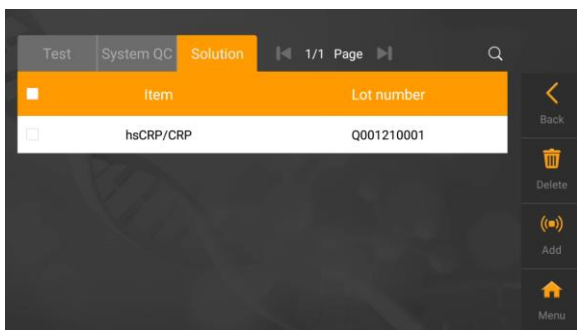 Test System QC Solution 1/1 Page
Item Lot number
hsCRP/CRP Q001210001
Back
Delete
Add
Menu